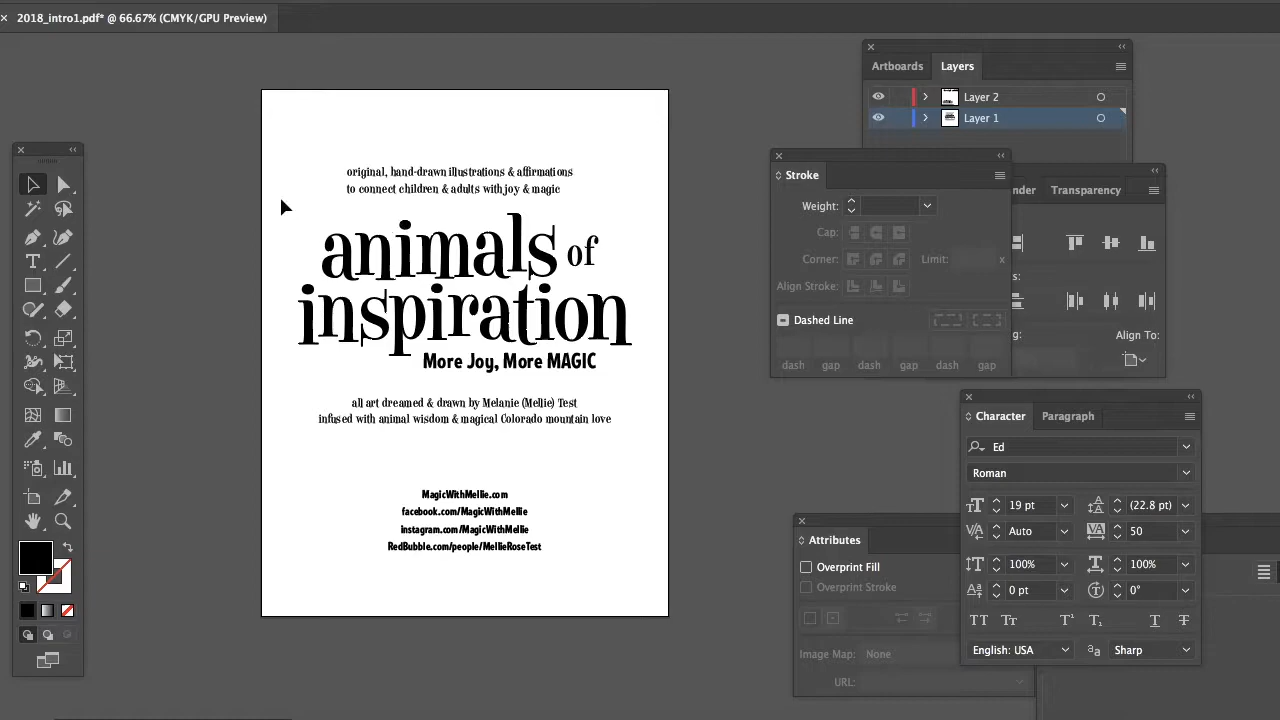 2018_intro1.pdf* @ 66.67% (CMYK/GPU Preview)
Artboards Layers
Layer 2
Layer 1
original, hand-drawn illustrations & affirmations
to connect children & adults with joy & magic
animals of
inspiration
More Joy, More MAGIC
all art dreamed & drawn by Melanie (Mellie) Test
infused with animal wisdom & magical Colorado mountain love
MagicWithMellie.com
facebook.com/MagicWithMellie
instagram.com/MagicWithMellie
RedBubble.com/people/MellieRoseTest
Stroke
Weight:
Cap:
Corner: Limit: x
Align Stroke:
Dashed Line
dash gap dash gap dash gap
nder Transparency
s:
g: Align To:
Character Paragraph
Ed
Roman
19 pt (22.8 pt)
Auto 50
100% 100%
0 pt 0°
English: USA Sharp
Attributes
Overprint Fill
Overprint Stroke
Image Map: None
URL: